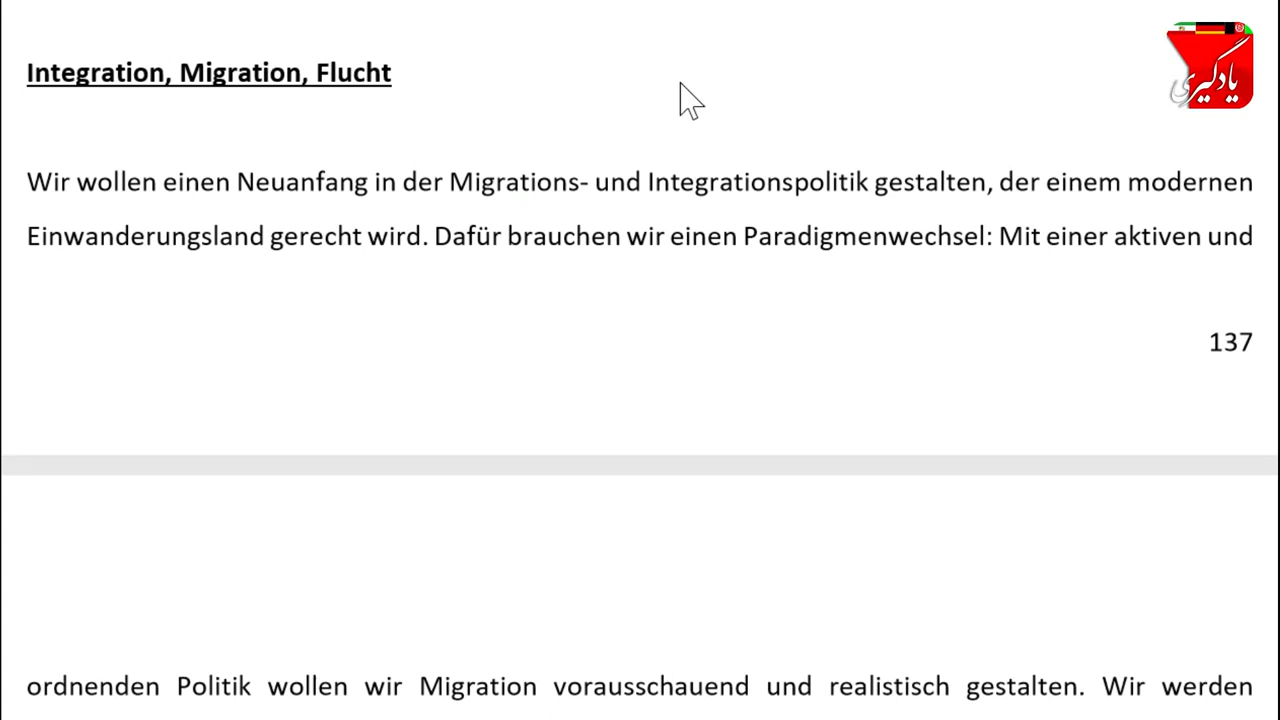 Integration, Migration, Flucht
یادگیری
Wir wollen einen Neuanfang in der Migrations- und Integrationspolitik gestalten, der einem modernen
Einwanderungsland gerecht wird. Dafür brauchen wir einen Paradigmenwechsel: Mit einer aktiven und
137
ordnenden Politik wollen wir Migration vorausschauend und realistisch gestalten. Wir werden